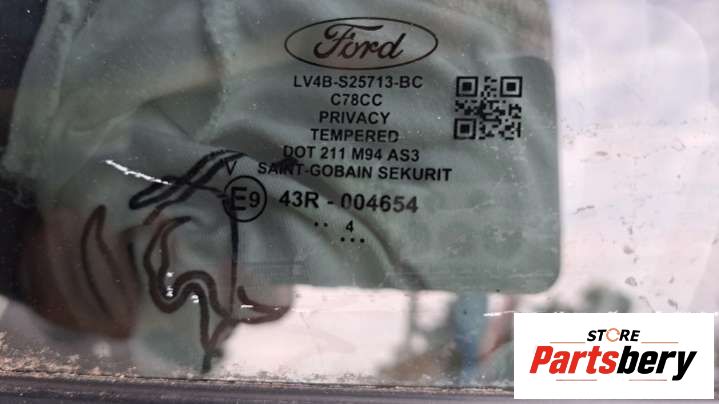 Ford
LV4B-S25713-BC
C78CC
PRIVACY
TEMPERED
DOT 211 M94 AS3
SAINT-GOBAIN SEKURIT
V
E9 43R - 004654
.. 4 ...
STORE
Partsbery